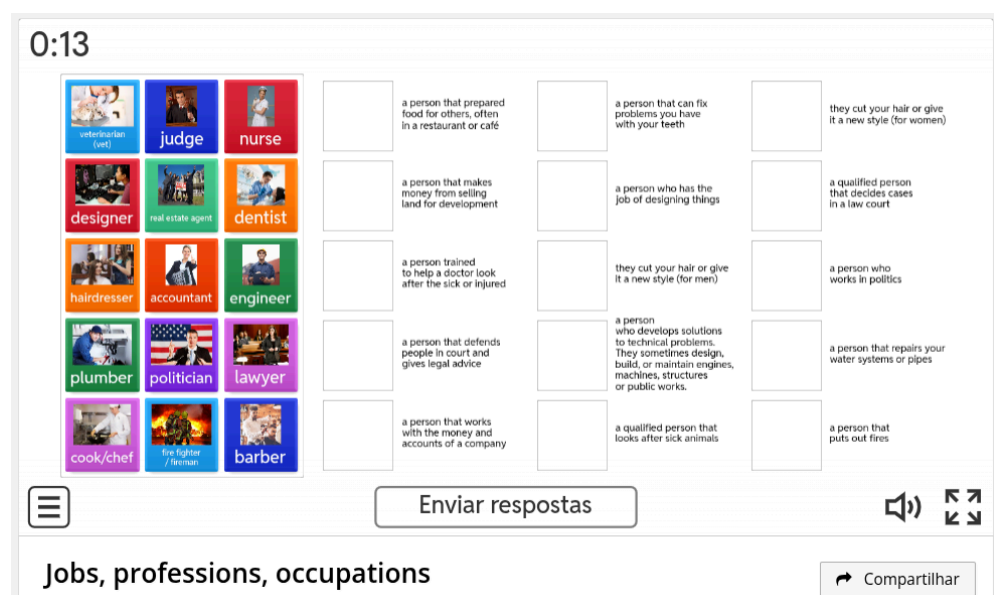 0:13
veterinarian
(vet)
judge
nurse
designer
real estate agent
dentist
hairdresser
accountant
engineer
plumber
politician
lawyer
cook/chef
fire fighter
/ fireman
barber
a person that prepared
food for others, often
in a restaurant or café
a person that can fix
problems you have
with your teeth
they cut your hair or give
it a new style (for women)
a person that makes
money from selling
land for development
a person who has the
job of designing things
a qualified person
that decides cases
in a law court
a person trained
to help a doctor look
after the sick or injured
they cut your hair or give
it a new style (for men)
a person who
works in politics
a person that defends
people in court and
gives legal advice
a person
who develops solutions
to technical problems.
They sometimes design,
build, or maintain engines,
machines, structures
or public works.
a person that repairs your
water systems or pipes
a person that works
with the money and
accounts of a company
a qualified person that
looks after sick animals
a person that
puts out fires
Enviar respostas
Jobs, professions, occupations
Compartilhar